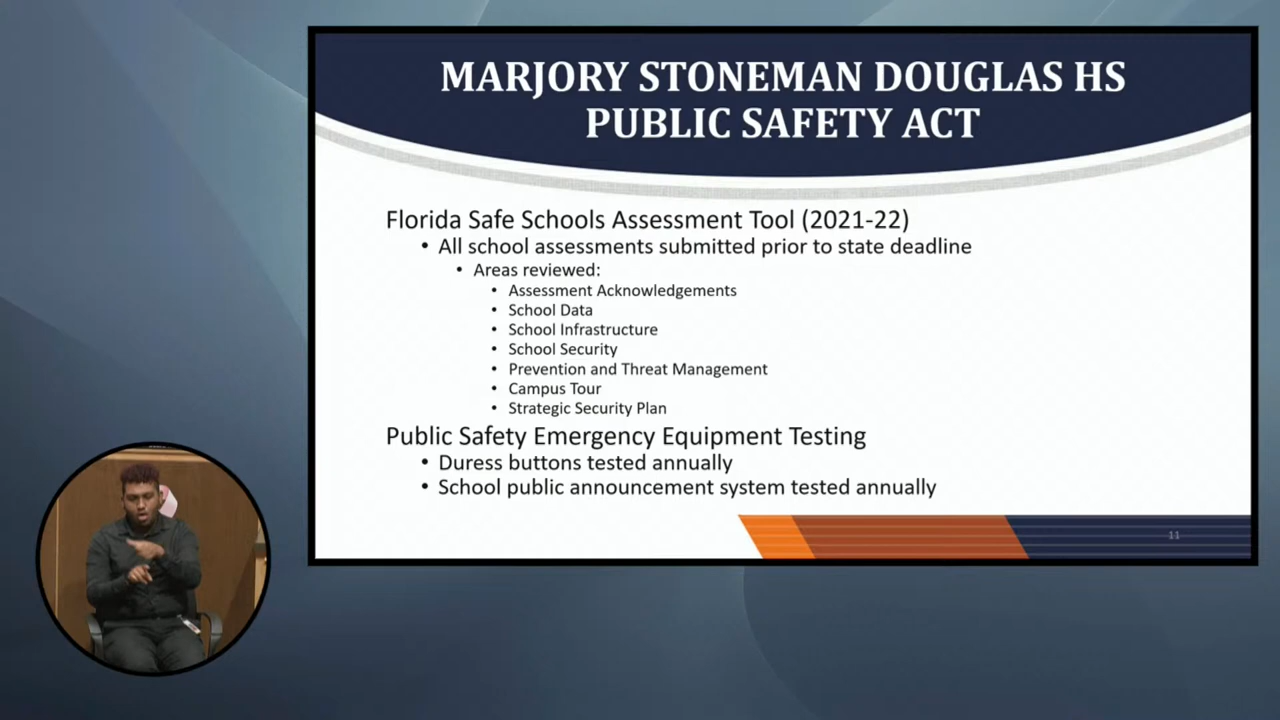 MARJORY STONEMAN DOUGLAS HS
PUBLIC SAFETY ACT
Florida Safe Schools Assessment Tool (2021-22)
• All school assessments submitted prior to state deadline
• Areas reviewed:
• Assessment Acknowledgements
• School Data
• School Infrastructure
• School Security
• Prevention and Threat Management
• Campus Tour
• Strategic Security Plan
Public Safety Emergency Equipment Testing
• Duress buttons tested annually
• School public announcement system tested annually
11